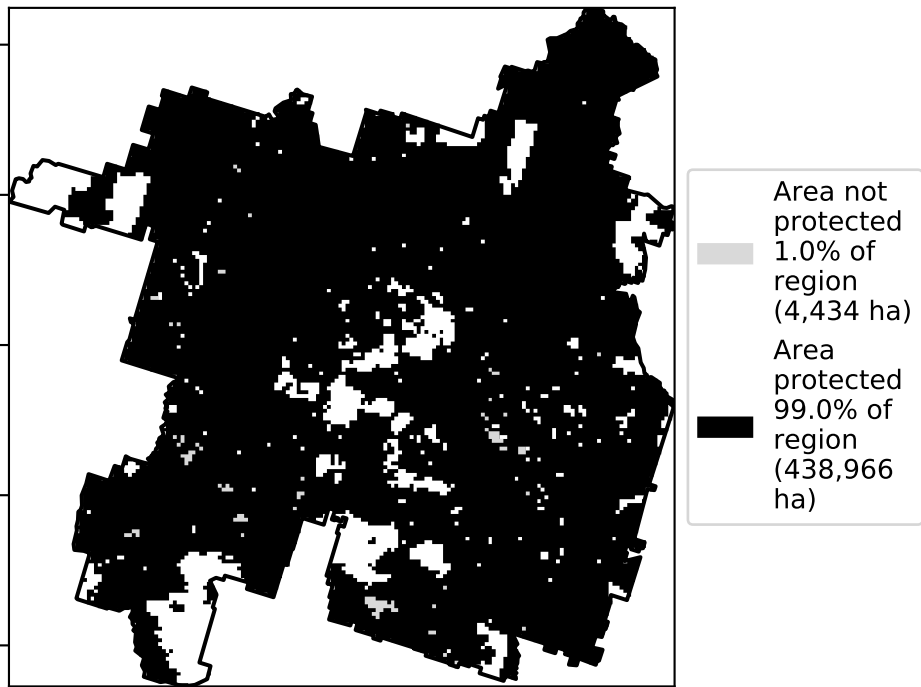 Area not
protected
1.0% of
region
(4,434 ha)
Area
protected
99.0% of
region
(438,966
ha)